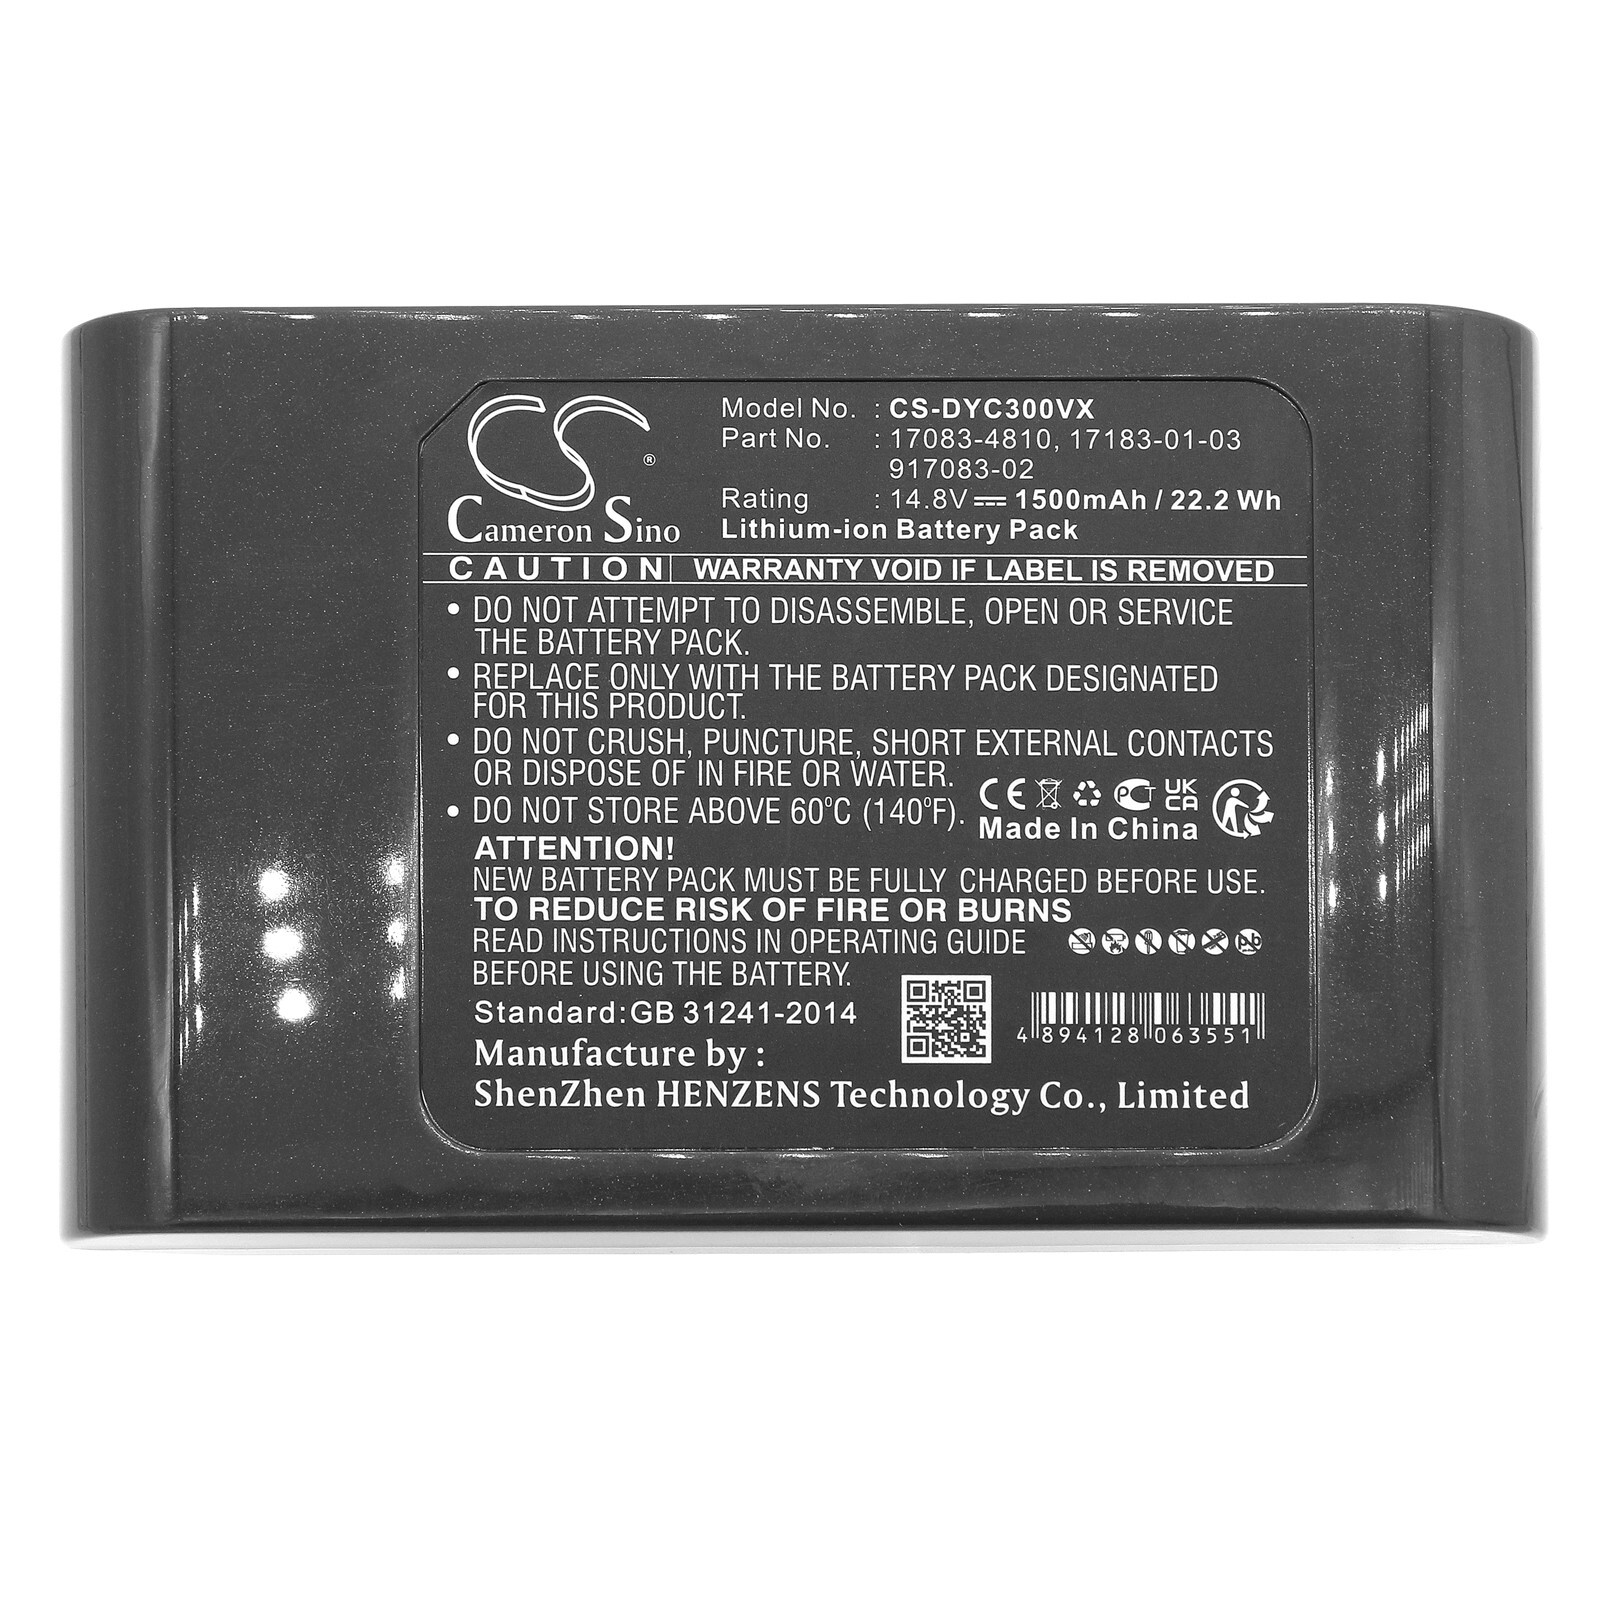 CS ®
Cameron Sino
Model No. : CS-DYC300VX
Part No. : 17083-4810, 17183-01-03
917083-02
Rating : 14.8V⎓1500mAh / 22.2 Wh
Lithium-ion Battery Pack
CAUTION WARRANTY VOID IF LABEL IS REMOVED
• DO NOT ATTEMPT TO DISASSEMBLE, OPEN OR SERVICE
THE BATTERY PACK.
• REPLACE ONLY WITH THE BATTERY PACK DESIGNATED
FOR THIS PRODUCT.
• DO NOT CRUSH, PUNCTURE, SHORT EXTERNAL CONTACTS
OR DISPOSE OF IN FIRE OR WATER.
• DO NOT STORE ABOVE 60°C (140°F).
CE PCT UK CA
Made In China
ATTENTION!
NEW BATTERY PACK MUST BE FULLY CHARGED BEFORE USE.
TO REDUCE RISK OF FIRE OR BURNS
READ INSTRUCTIONS IN OPERATING GUIDE
Pb
BEFORE USING THE BATTERY.
Standard:GB 31241-2014
4 894128 063551
Manufacture by :
ShenZhen HENZENS Technology Co., Limited